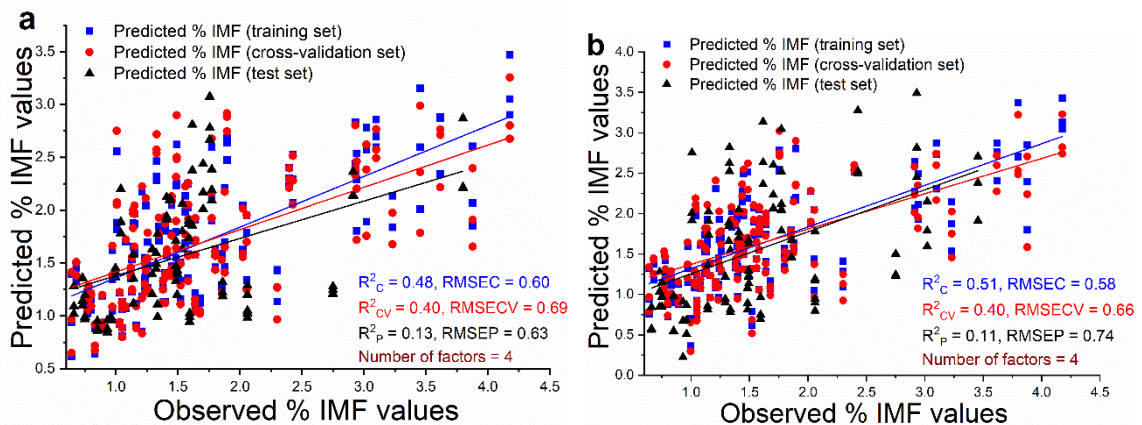 a
Predicted % IMF (training set)
Predicted % IMF (cross-validation set)
Predicted % IMF (test set)
Predicted % IMF values
3.5
3.0
2.5
2.0
1.5
1.0
0.5
R²C = 0.48, RMSEC = 0.60
R²CV = 0.40, RMSECV = 0.69
R²P = 0.13, RMSEP = 0.63
Number of factors = 4
1.0 1.5 2.0 2.5 3.0 3.5 4.0 4.5
Observed % IMF values
b
Predicted % IMF (training set)
Predicted % IMF (cross-validation set)
Predicted % IMF (test set)
Predicted % IMF values
4.0
3.5
3.0
2.5
2.0
1.5
1.0
0.5
0.0
R²C = 0.51, RMSEC = 0.58
R²CV = 0.40, RMSECV = 0.66
R²P = 0.11, RMSEP = 0.74
Number of factors = 4
1.0 1.5 2.0 2.5 3.0 3.5 4.0 4.5
Observed % IMF values